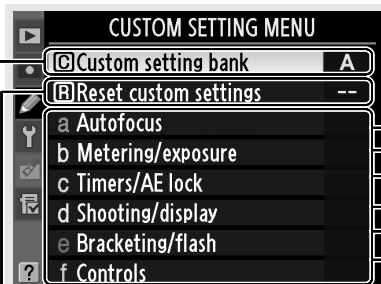 CUSTOM SETTING MENU
C Custom setting bank A
R Reset custom settings --
a Autofocus
b Metering/exposure
c Timers/AE lock
d Shooting/display
e Bracketing/flash
f Controls
?